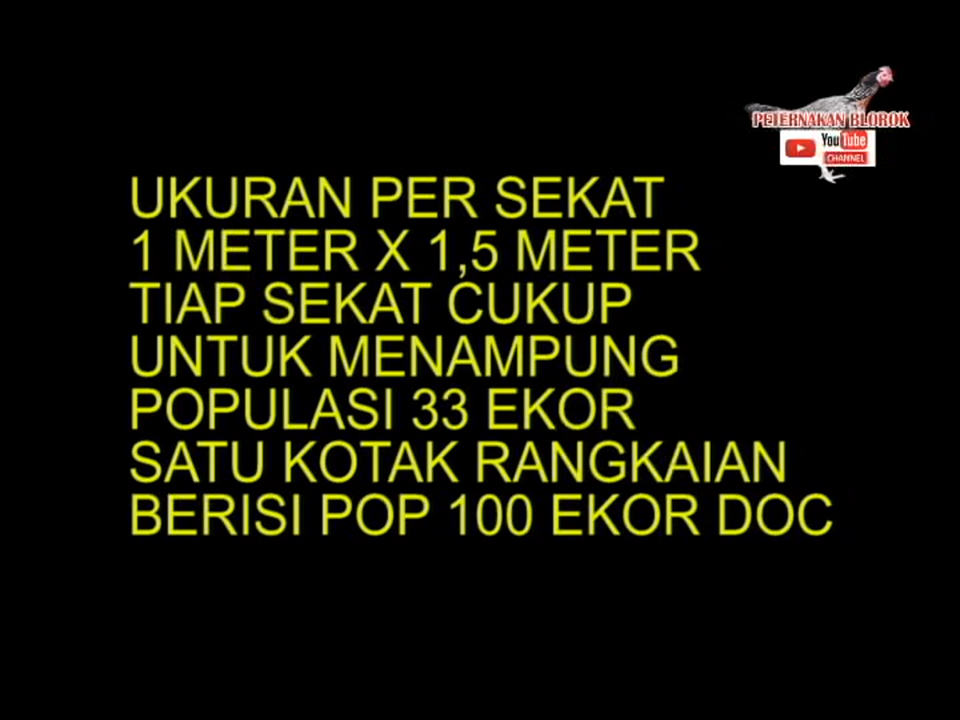 PETERNAKAN BLOROK
YouTube
CHANNEL
UKURAN PER SEKAT
1 METER X 1,5 METER
TIAP SEKAT CUKUP
UNTUK MENAMPUNG
POPULASI 33 EKOR
SATU KOTAK RANGKAIAN
BERISI POP 100 EKOR DOC